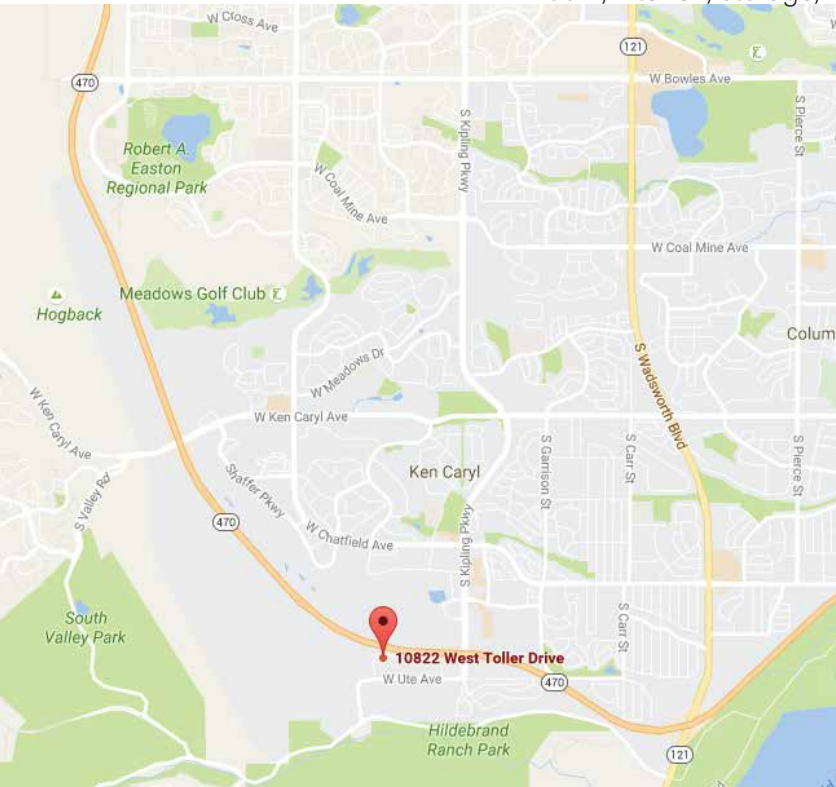 W Cross Ave
121
470
W Bowles Ave
S Kipling Pkwy
S Pierce St
Robert A.
Easton
Regional Park
W Coal Mine Ave
W Coal Mine Ave
Meadows Golf Club
Hogback
Colum
W Meadows Dr
S Wadsworth Blvd
W Ken Caryl Ave
W Ken Caryl Ave
Ken Caryl
S Garrison St
S Carr St
S Pierce St
Shaffer Pkwy
S Valley Rd
470
W Chatfield Ave
S Kipling Pkwy
S Carr St
South
Valley Park
10822 West Toller Drive
W Ute Ave
470
Hildebrand
Ranch Park
121